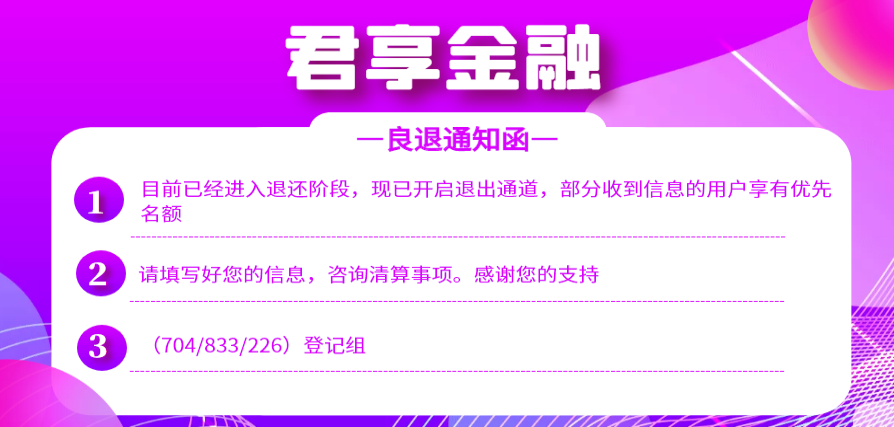 君享金融
一良退通知函一
1
目前已经进入退还阶段，现已开启退出通道，部分收到信息的用户享有优先
名额
2
请填写好您的信息，咨询清算事项。感谢您的支持
3
（704/833/226）登记组